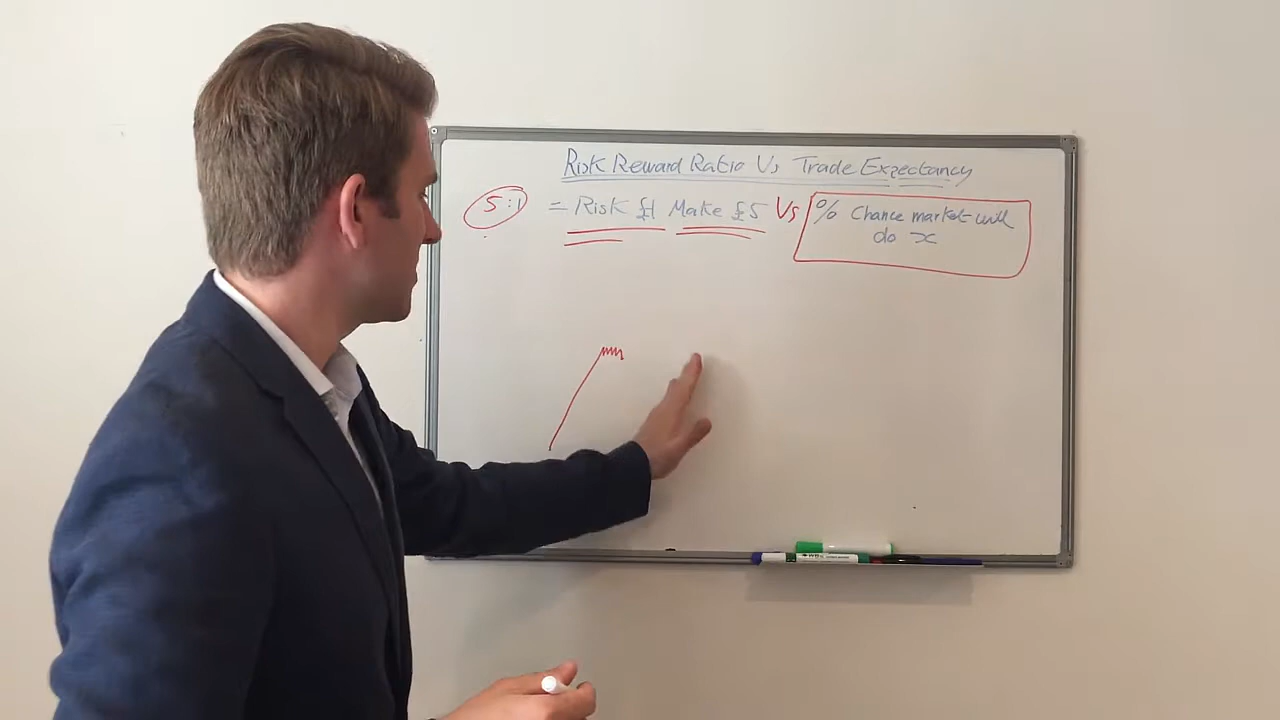 Risk Reward Ratio Vs Trade Expectancy
5:1 = Risk £1 Make £5 Vs % Chance market will
do x